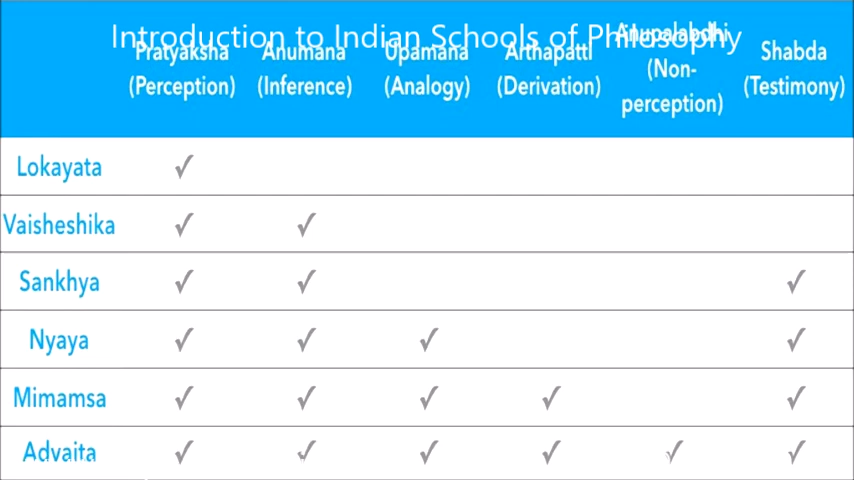 Introduction to Indian Schools of Philosophy
Pratyaksha Anumana Upamana Arthapatti Anupalabdhi Shabda
(Perception) (Inference) (Analogy) (Derivation) (Non-perception) (Testimony)
Lokayata ✓
Vaisheshika ✓ ✓
Sankhya ✓ ✓ ✓
Nyaya ✓ ✓ ✓ ✓
Mimamsa ✓ ✓ ✓ ✓ ✓
Advaita ✓ ✓ ✓ ✓ ✓ ✓